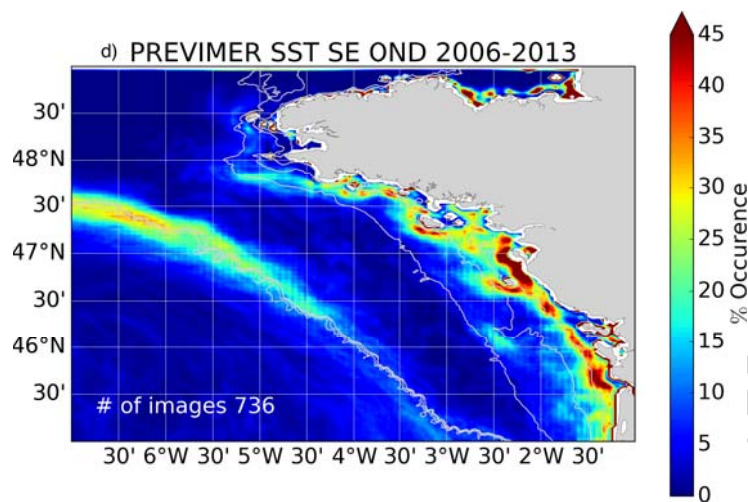 d) PREVIMER SST SE OND 2006-2013
30'
48°N
30'
47°N
30'
46°N
30'
# of images 736
30' 6°W 30' 5°W 30' 4°W 30' 3°W 30' 2°W 30'
45
40
35
30
25
20
15
10
5
0
% Occurence